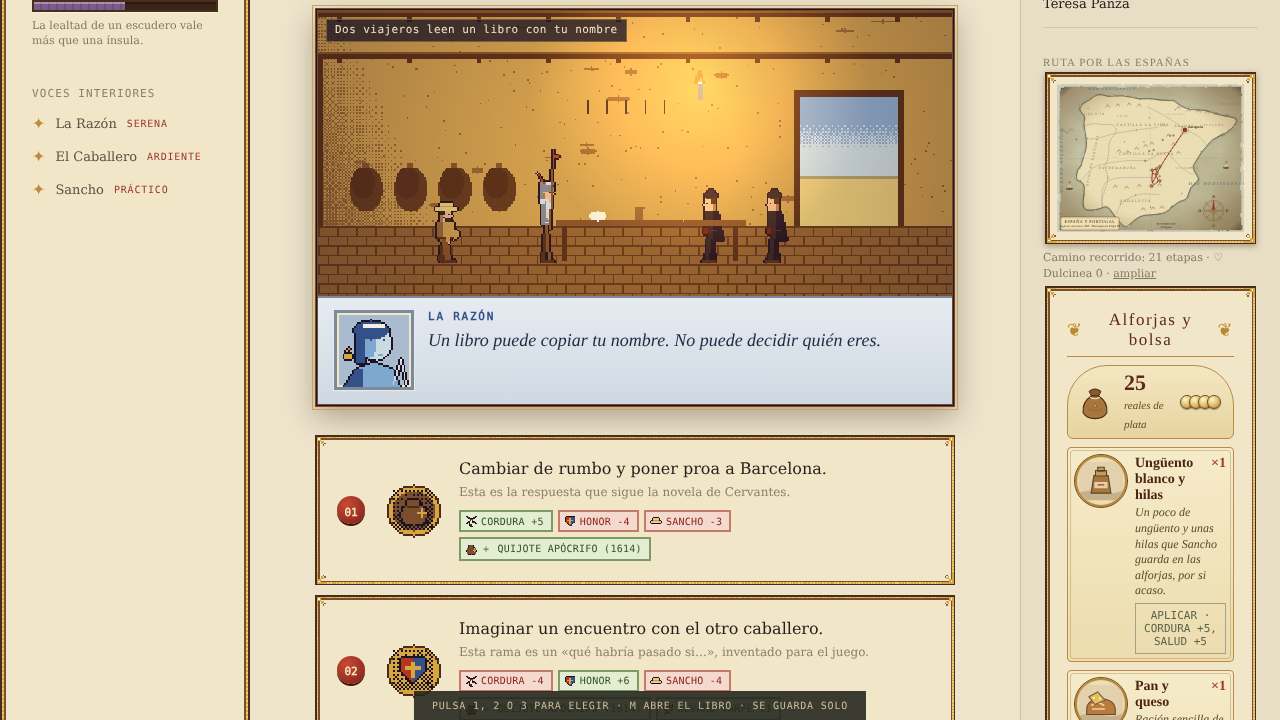 La lealtad de un escudero vale
más que una ínsula.
VOCES INTERIORES
La Razón SERENA
El Caballero ARDIENTE
Sancho PRÁCTICO
Dos viajeros leen un libro con tu nombre
LA RAZÓN
Un libro puede copiar tu nombre. No puede decidir quién eres.
01
Cambiar de rumbo y poner proa a Barcelona.
Esta es la respuesta que sigue la novela de Cervantes.
CORDURA +5 HONOR -4 SANCHO -3
+ QUIJOTE APÓCRIFO (1614)
02
Imaginar un encuentro con el otro caballero.
Esta rama es un «qué habría pasado si...», inventado para el juego.
CORDURA -4 HONOR +6 SANCHO -4
PULSA 1, 2 O 3 PARA ELEGIR · M ABRE EL LIBRO · SE GUARDA SOLO
Teresa Panza
RUTA POR LAS ESPAÑAS
Camino recorrido: 21 etapas · ♡
Dulcinea 0 · ampliar
Alforjas y
bolsa
25
reales de
plata
Ungüento ×1
blanco y
hilas
Un poco de
ungüento y unas
hilas que Sancho
guarda en las
alforjas, por si
acaso.
APLICAR ·
CORDURA +5,
SALUD +5
Pan y ×1
queso
Ración sencilla de